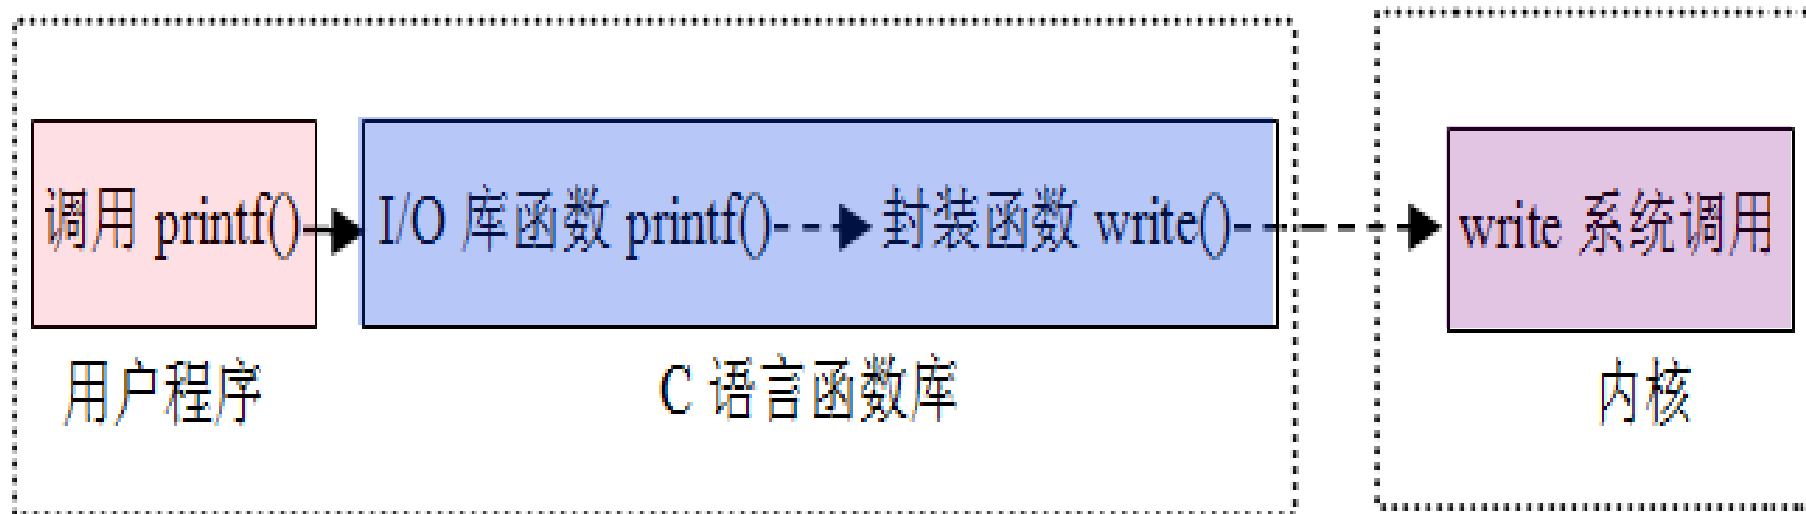 调用 printf()
I/O 库函数 printf()
封装函数 write()
write 系统调用
用户程序
C 语言函数库
内核